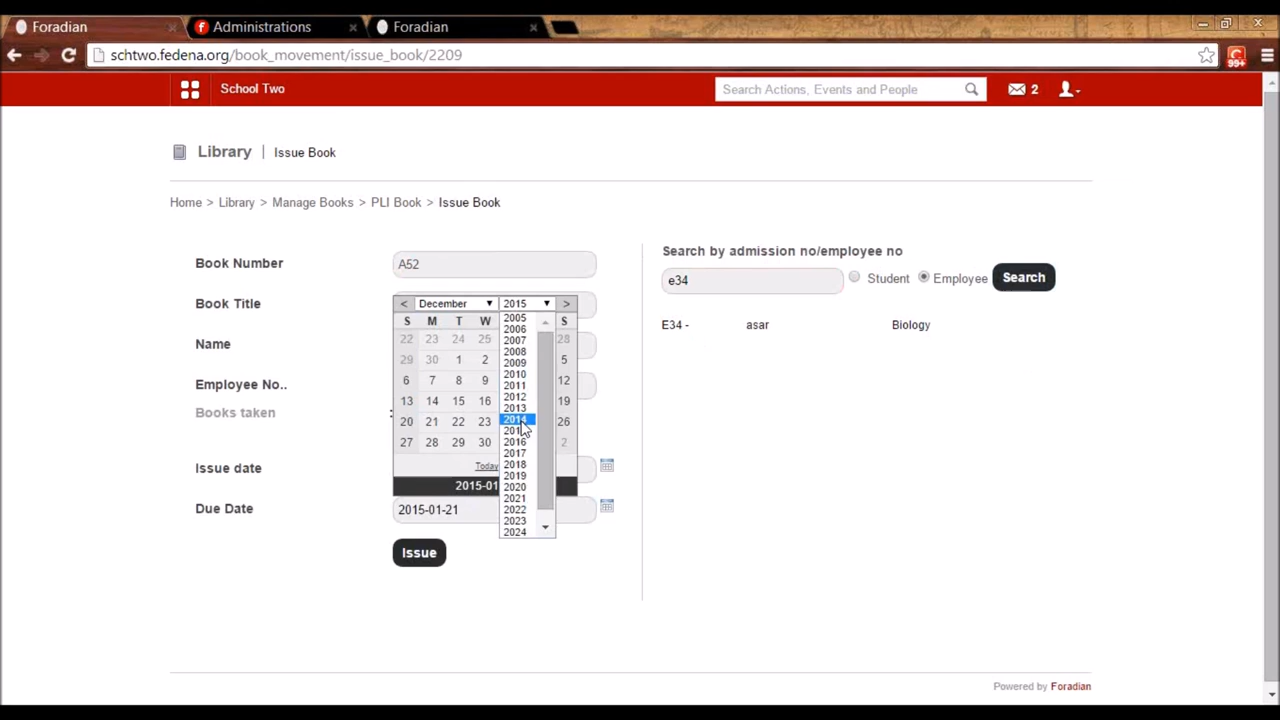 Foradian
Administrations
Foradian
schtwo.fedena.org/book_movement/issue_book/2209
99+
School Two
Search Actions, Events and People
2
Library | Issue Book
Home > Library > Manage Books > PLI Book > Issue Book
Book Number
A52
Book Title
Name
Employee No..
Books taken
:
Issue date
Due Date
2015-01-21
Issue
< December 2015 >
S M T W S
22 23 24 25 28
29 30 1 2 5
6 7 8 9 12
13 14 15 16 19
20 21 22 23 26
27 28 29 30 2
Today
2015-01
2005
2006
2007
2008
2009
2010
2011
2012
2013
2014
2016
2017
2018
2019
2020
2021
2022
2023
2024
Search by admission no/employee no
e34
Student
Employee
Search
E34 - asar Biology
Powered by Foradian